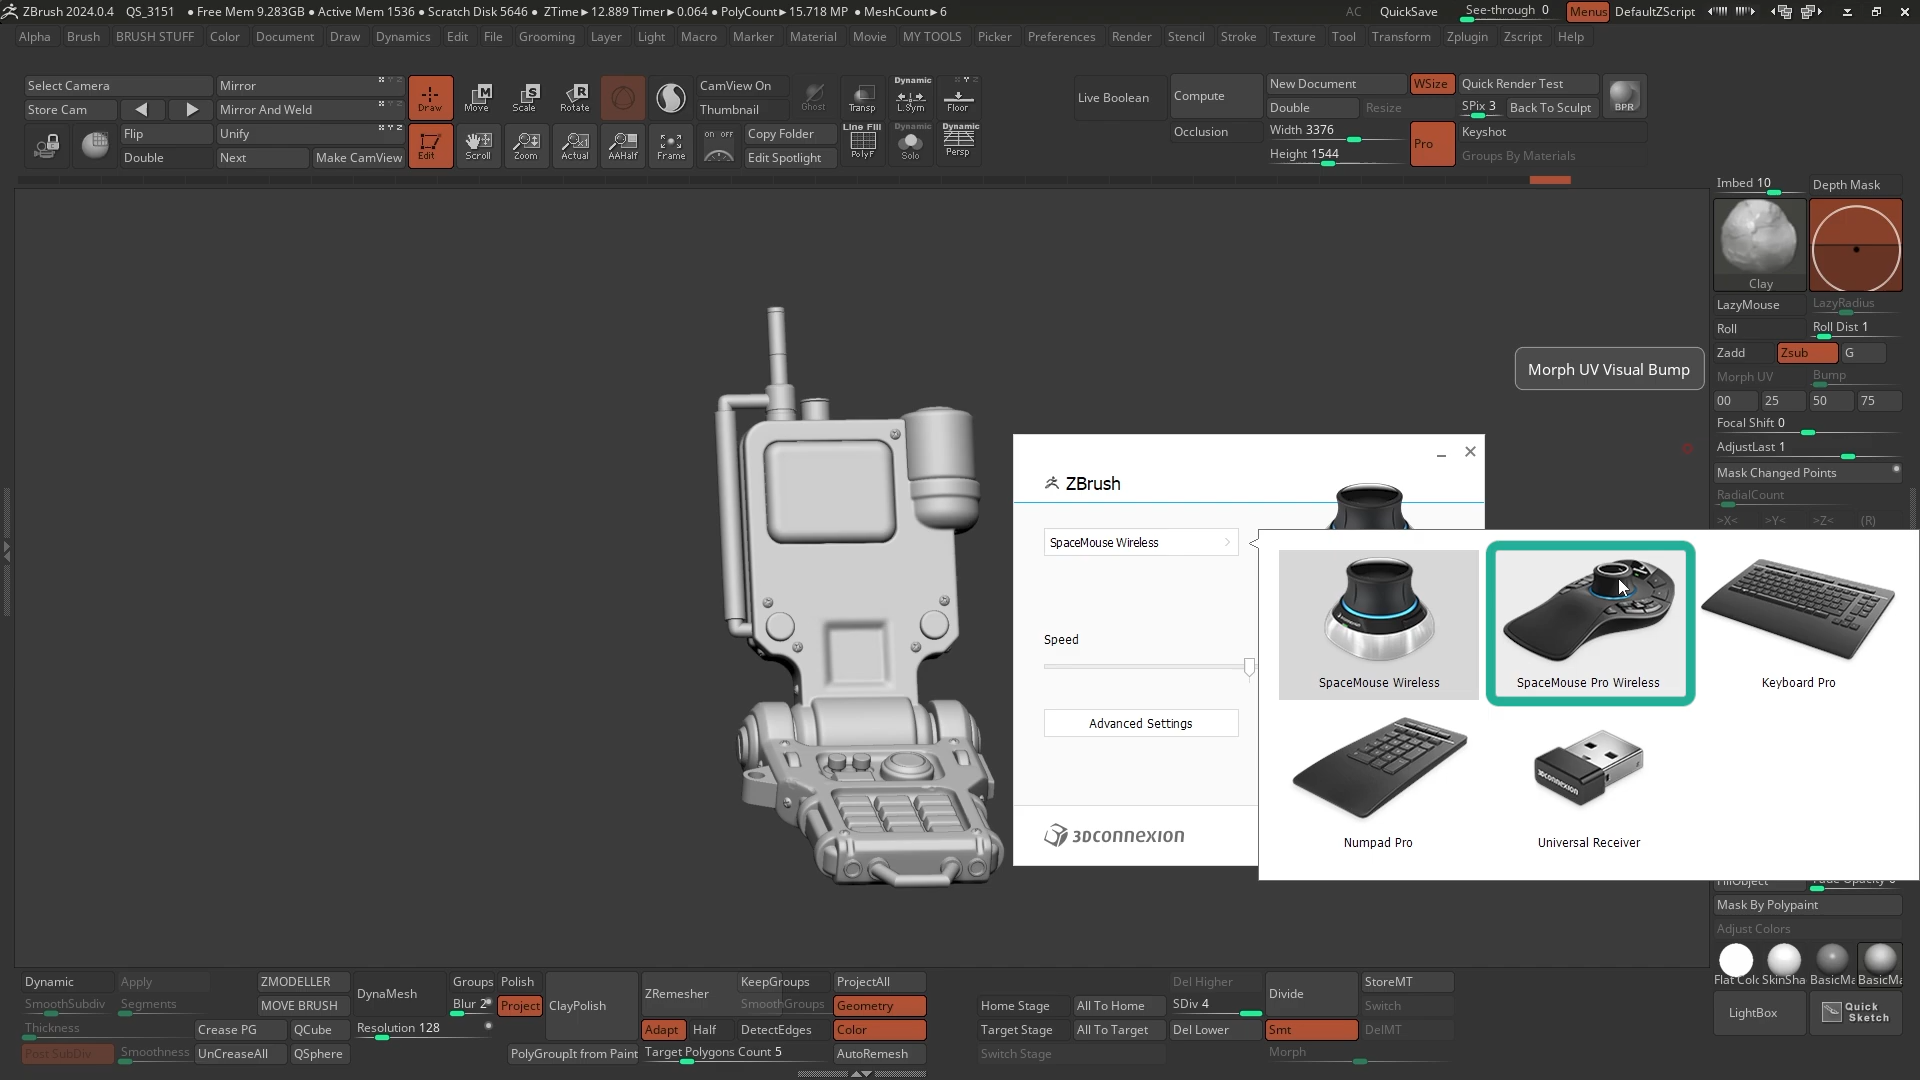 ZBrush 2024.0.4 QS_3151 ● Free Mem 9.283GB ● Active Mem 1536 ● Scratch Disk 5646 ● ZTime►12.889 Timer►0.064 ● PolyCount►15.718 MP ● MeshCount►6 AC QuickSave See-through 0 Menus DefaultZScript
Alpha Brush BRUSH STUFF Color Document Draw Dynamics Edit File Grooming Layer Light Macro Marker Material Movie MY TOOLS Picker Preferences Render Stencil Stroke Texture Tool Transform Zplugin Zscript Help
Select Camera Mirror
Store Cam Mirror And Weld
Flip Unify
Double Next Make CamView
Draw Move Scale Rotate
Edit Scroll Zoom Actual AAHalf Frame
CamView On
Thumbnail
ON OFF Copy Folder
Edit Spotlight
Ghost Transp Dynamic L.Sym Floor
Line Fill PolyF Dynamic Solo Dynamic Persp
Live Boolean Compute
Occlusion
New Document WSize Quick Render Test
Double Resize SPix 3 Back To Sculpt BPR
Width 3376 Pro Keyshot
Height 1544 Groups By Materials
Imbed 10 Depth Mask
Clay
LazyMouse LazyRadius
Roll Roll Dist 1
Zadd Zsub G
Morph UV Bump
00 25 50 75
Focal Shift 0
AdjustLast 1
Mask Changed Points
RadialCount
>X< >Y< >Z< (R)
Morph UV Visual Bump
ZBrush
SpaceMouse Wireless
Speed
Advanced Settings
3Dconnexion
SpaceMouse Wireless SpaceMouse Pro Wireless Keyboard Pro
3Dconnexion
Numpad Pro Universal Receiver
FillObject
Mask By Polypaint
Adjust Colors
Flat Colo SkinSha BasicMa BasicMa
LightBox Quick Sketch
Dynamic Apply ZMODELLER Groups Polish
SmoothSubdiv Segments MOVE BRUSH DynaMesh Blur 2 Project ClayPolish
Thickness Crease PG QCube Resolution 128
Post SubDiv Smoothness UnCreaseAll QSphere PolyGroupIt from Paint
ZRemesher KeepGroups ProjectAll
SmoothGroups Geometry
Adapt Half DetectEdges Color
Target Polygons Count 5 AutoRemesh
Home Stage All To Home
Target Stage All To Target
Switch Stage
Del Higher Divide StoreMT
SDiv 4 Switch
Del Lower Smt DelMT
Morph